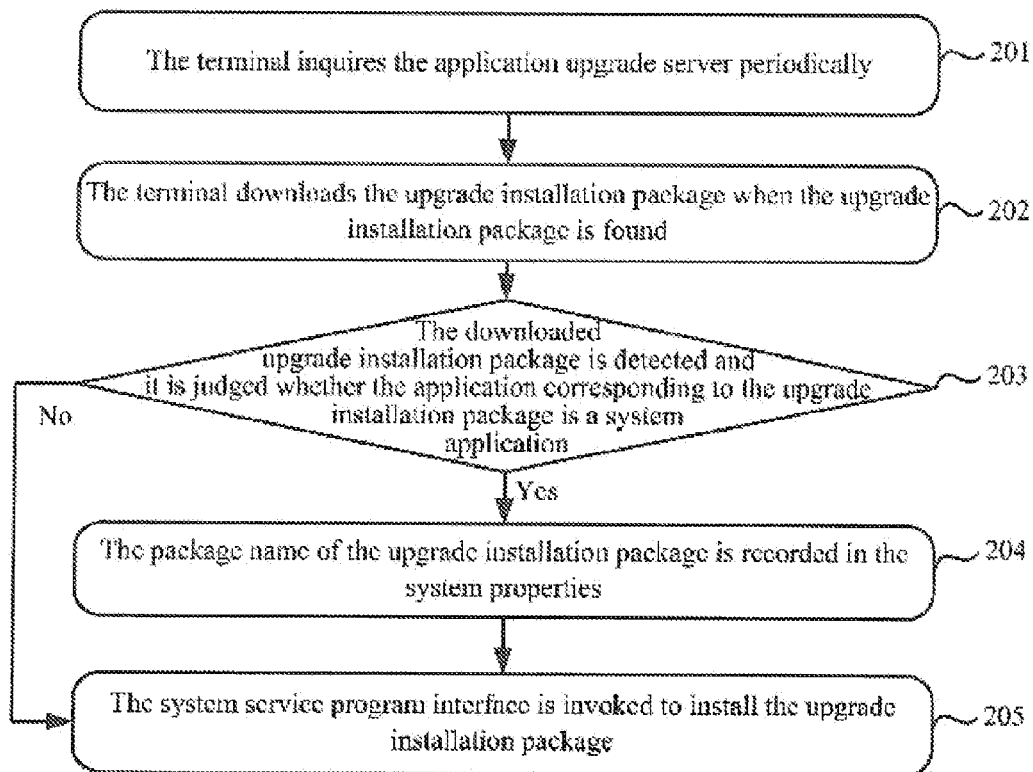 The terminal inquires the application upgrade server periodically
201
The terminal downloads the upgrade installation package when the upgrade
installation package is found
202
The downloaded
upgrade installation package is detected and
it is judged whether the application corresponding to the upgrade
installation package is a system
application
203
No
Yes
The package name of the upgrade installation package is recorded in the
system properties
204
The system service program interface is invoked to install the upgrade
installation package
205